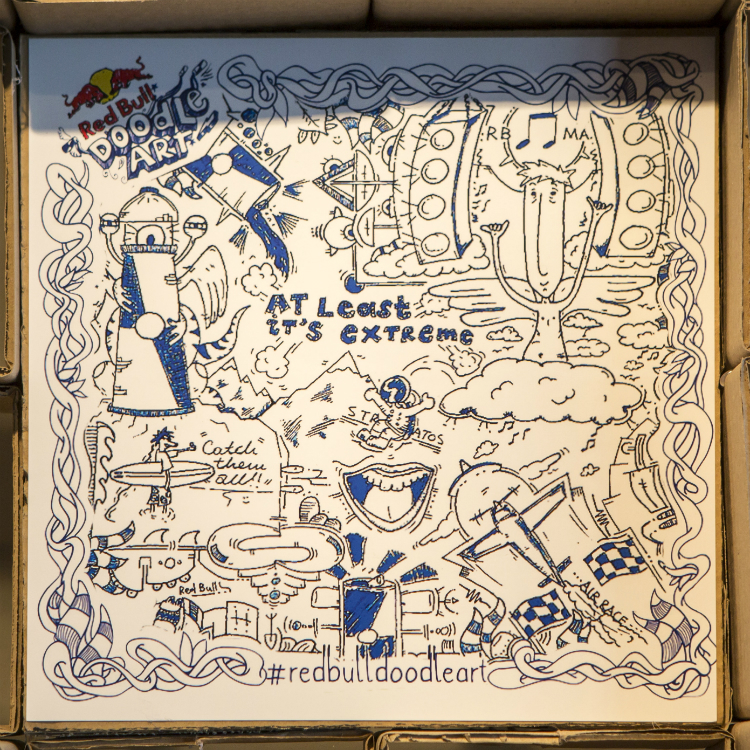 Red Bull
DOODLE
ART
RB MA
AT Least
iT's extreme
STRATOS
Catch
them
all!!
Red Bull
...AIR RACE...
#redbulldoodleart